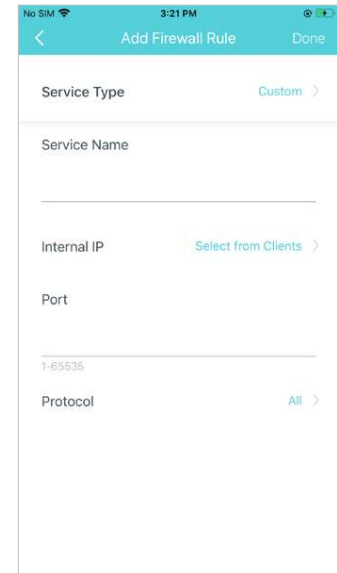 No SIM 3:21 PM
Add Firewall Rule Done
Service Type Custom
Service Name
Internal IP Select from Clients
Port
1-65535
Protocol All